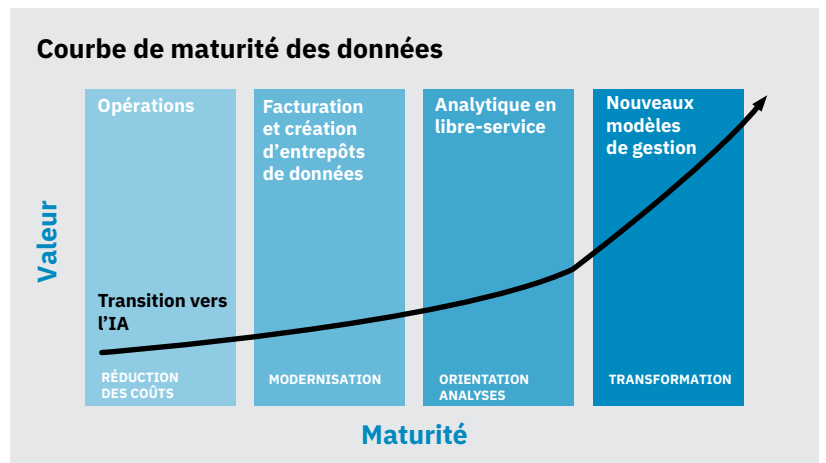 Courbe de maturité des données
Opérations
Facturation
et création
d’entrepôts
de données
Analytique en
libre-service
Nouveaux
modèles
de gestion
Valeur
Transition vers
l’IA
RÉDUCTION
DES COÛTS
MODERNISATION
ORIENTATION
ANALYSES
TRANSFORMATION
Maturité